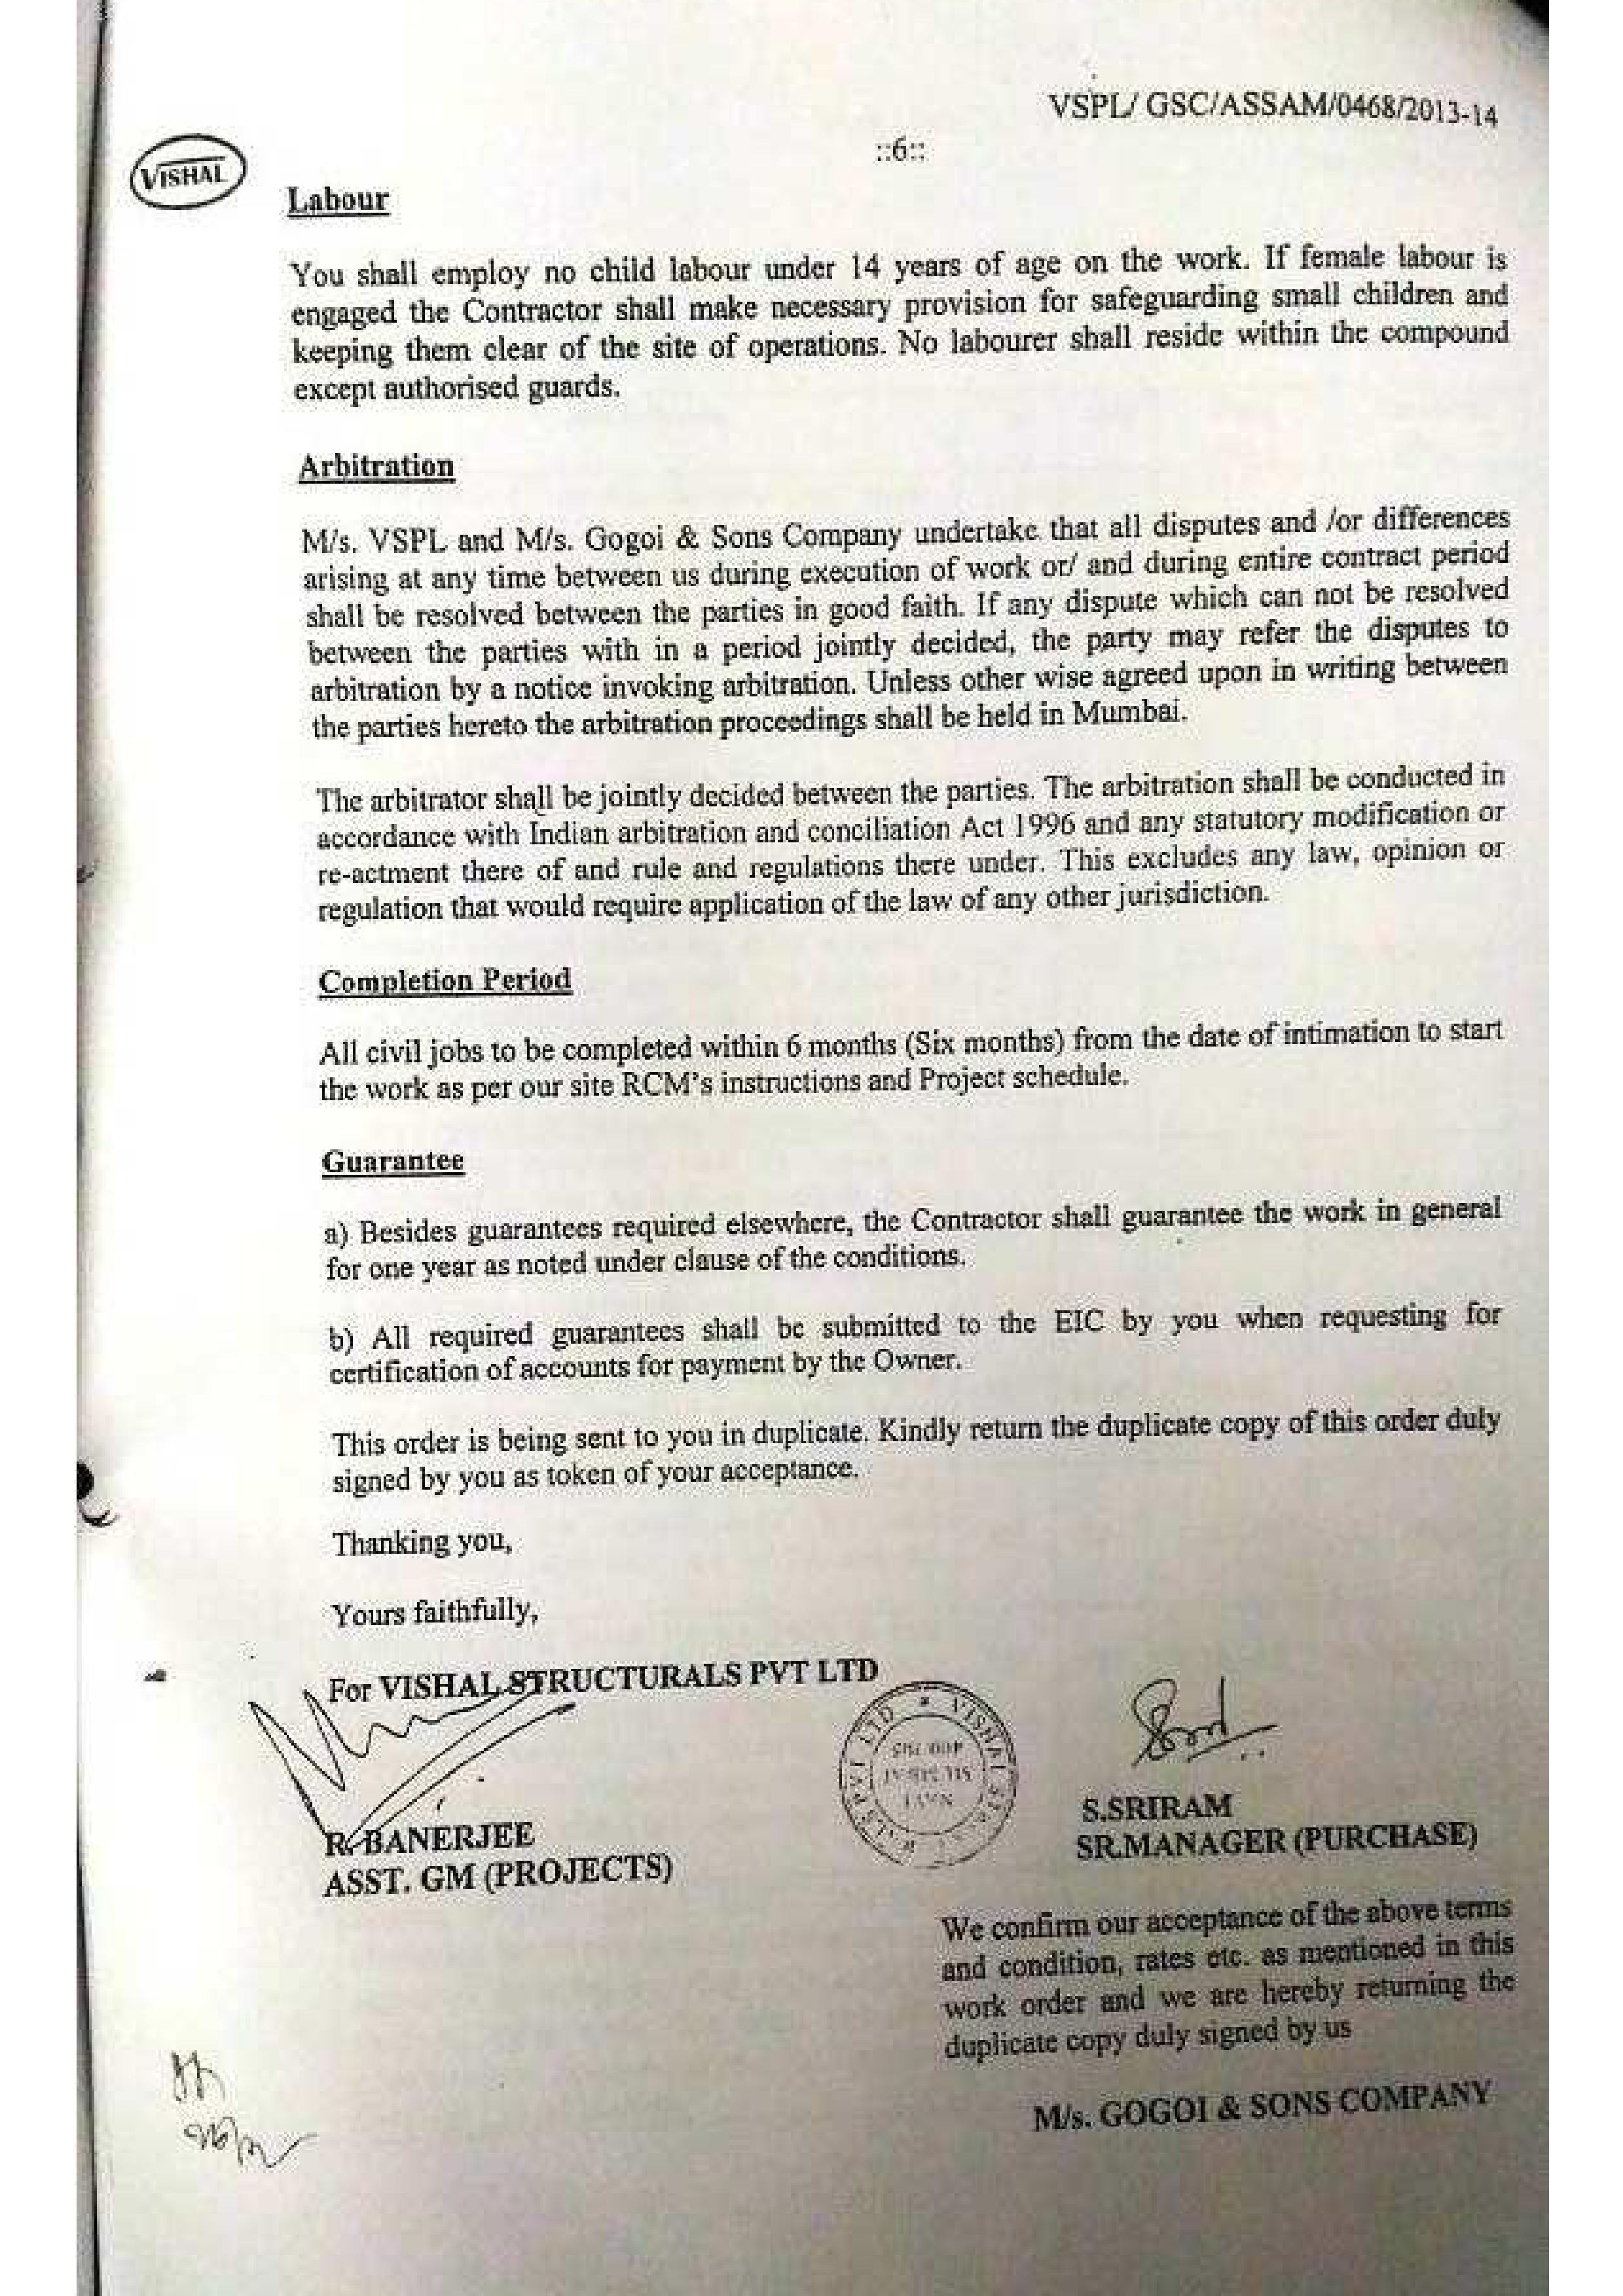 VSPL/ GSC/ASSAM/0468/2013-14
::6::
VISHAL
Labour
You shall employ no child labour under 14 years of age on the work. If female labour is
engaged the Contractor shall make necessary provision for safeguarding small children and
keeping them clear of the site of operations. No labourer shall reside within the compound
except authorised guards.
Arbitration
M/s. VSPL and M/s. Gogoi & Sons Company undertake that all disputes and /or differences
arising at any time between us during execution of work or/ and during entire contract period
shall be resolved between the parties in good faith. If any dispute which can not be resolved
between the parties with in a period jointly decided, the party may refer the disputes to
arbitration by a notice invoking arbitration. Unless other wise agreed upon in writing between
the parties hereto the arbitration proceedings shall be held in Mumbai.
The arbitrator shall be jointly decided between the parties. The arbitration shall be conducted in
accordance with Indian arbitration and conciliation Act 1996 and any statutory modification or
re-actment there of and rule and regulations there under. This excludes any law, opinion or
regulation that would require application of the law of any other jurisdiction.
Completion Period
All civil jobs to be completed within 6 months (Six months) from the date of intimation to start
the work as per our site RCM's instructions and Project schedule.
Guarantee
a) Besides guarantees required elsewhere, the Contractor shall guarantee the work in general
for one year as noted under clause of the conditions.
b) All required guarantees shall be submitted to the EIC by you when requesting for
certification of accounts for payment by the Owner.
This order is being sent to you in duplicate. Kindly return the duplicate copy of this order duly
signed by you as token of your acceptance.
Thanking you,
Yours faithfully,
For VISHAL STRUCTURALS PVT LTD
R. BANERJEE
ASST. GM (PROJECTS)
S.SRIRAM
SR.MANAGER (PURCHASE)
We confirm our acceptance of the above terms
and condition, rates etc. as mentioned in this
work order and we are hereby returning the
duplicate copy duly signed by us
M/s. GOGOI & SONS COMPANY